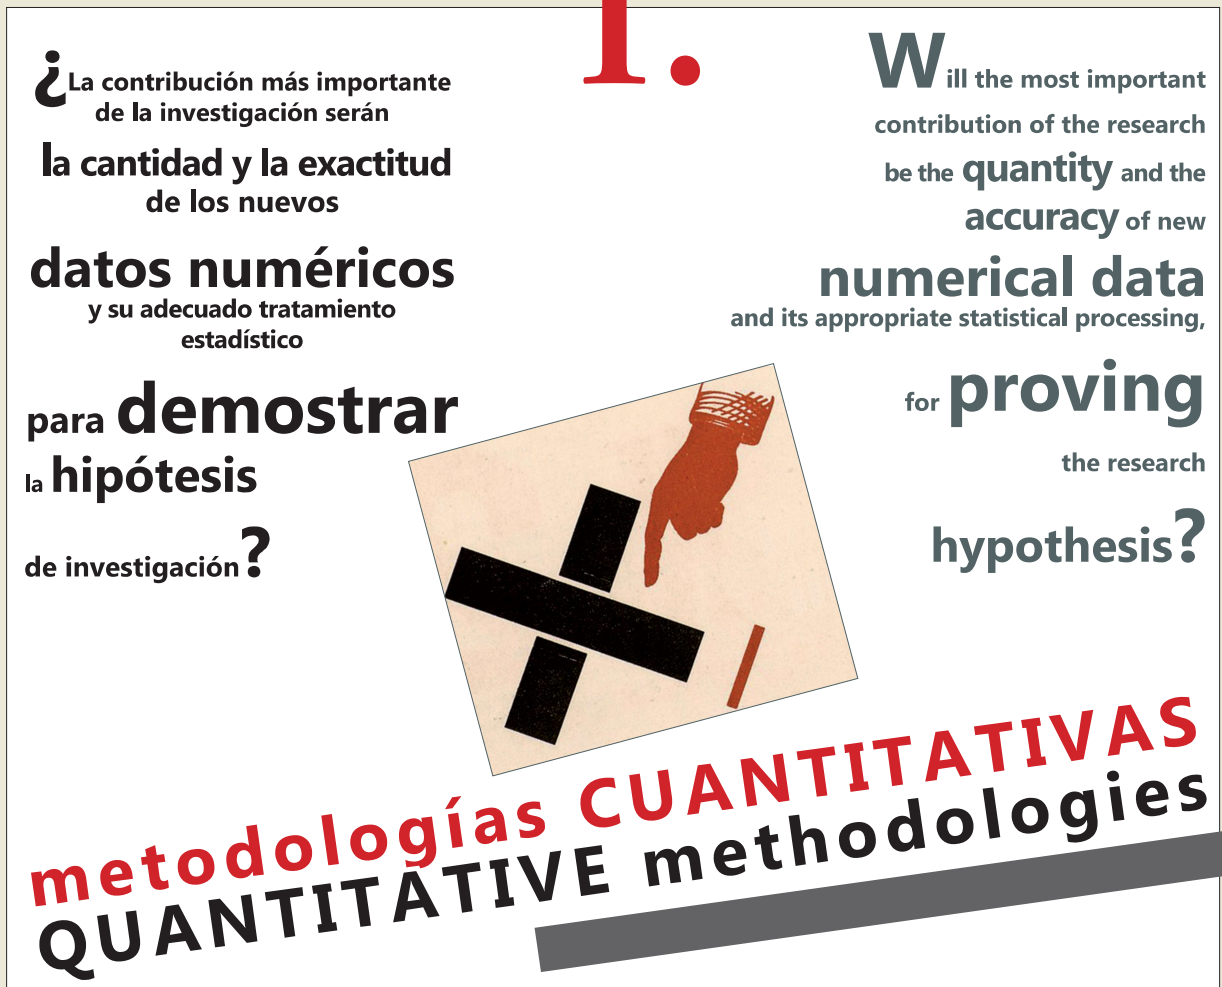 I.
¿La contribución más importante
de la investigación serán
la cantidad y la exactitud
de los nuevos
datos numéricos
y su adecuado tratamiento
estadístico
para demostrar
la hipótesis
de investigación?
Will the most important
contribution of the research
be the quantity and the
accuracy of new
numerical data
and its appropriate statistical processing,
for proving
the research
hypothesis?
metodologías CUANTITATIVAS
QUANTITATIVE methodologies